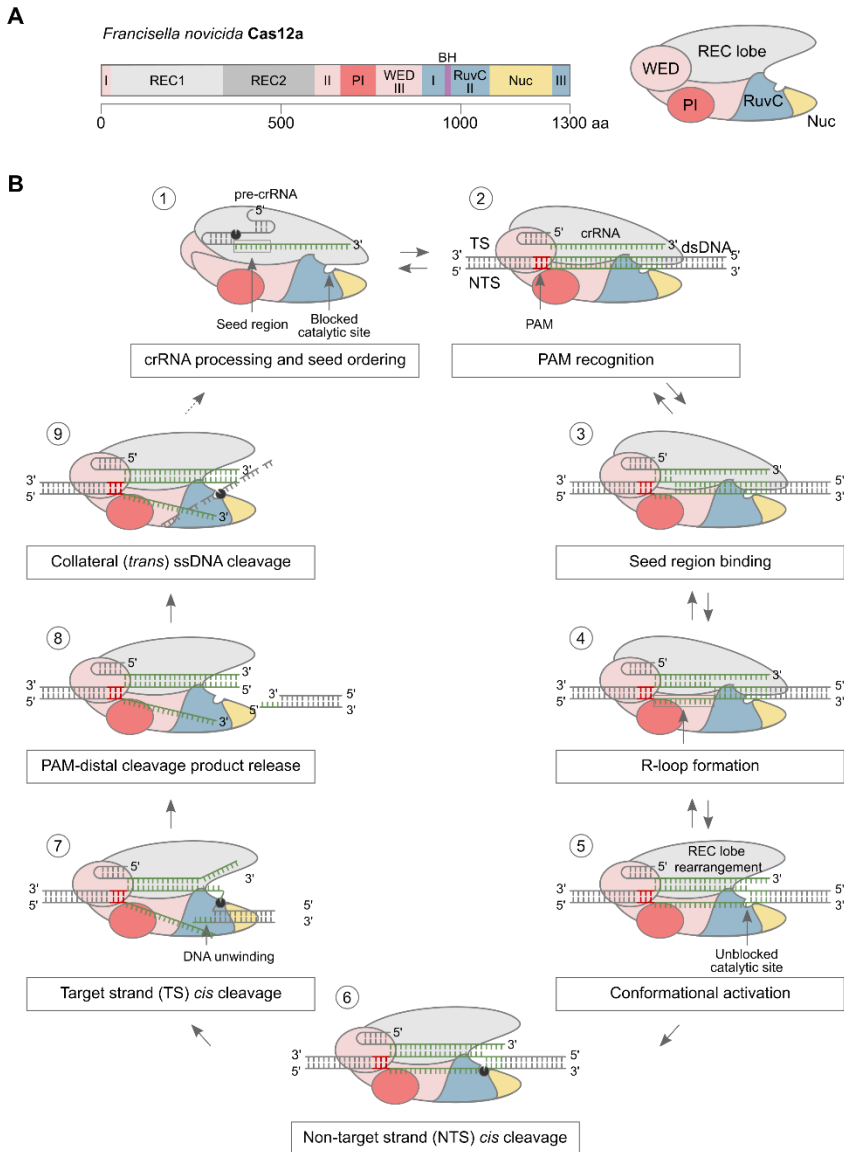 A
Francisella novicida Cas12a
BH
I REC1 REC2 II PI WED III I RuvC II Nuc III
0 500 1000 1300 aa
REC lobe
WED
PI RuvC
Nuc
B
1
pre-crRNA
5'
3'
Seed region
Blocked catalytic site
crRNA processing and seed ordering
2
5' crRNA
3' TS 3' dsDNA 5'
5' NTS 3'
PAM
PAM recognition
9
5'
3' 3'
5' 3'
Collateral (trans) ssDNA cleavage
3
5'
3' 3' 5'
5' 3'
Seed region binding
8
5'
3' 3'
5' 3' 5' 5' 3'
PAM-distal cleavage product release
4
5'
3' 3' 5'
5' 3'
R-loop formation
7
5'
3' 3'
5' 5'
3'
DNA unwinding
Target strand (TS) cis cleavage
5
REC lobe
rearrangement
5'
3' 3' 5'
5' 3'
Unblocked
catalytic site
Conformational activation
6
5'
3' 3' 5'
5' 3'
Non-target strand (NTS) cis cleavage